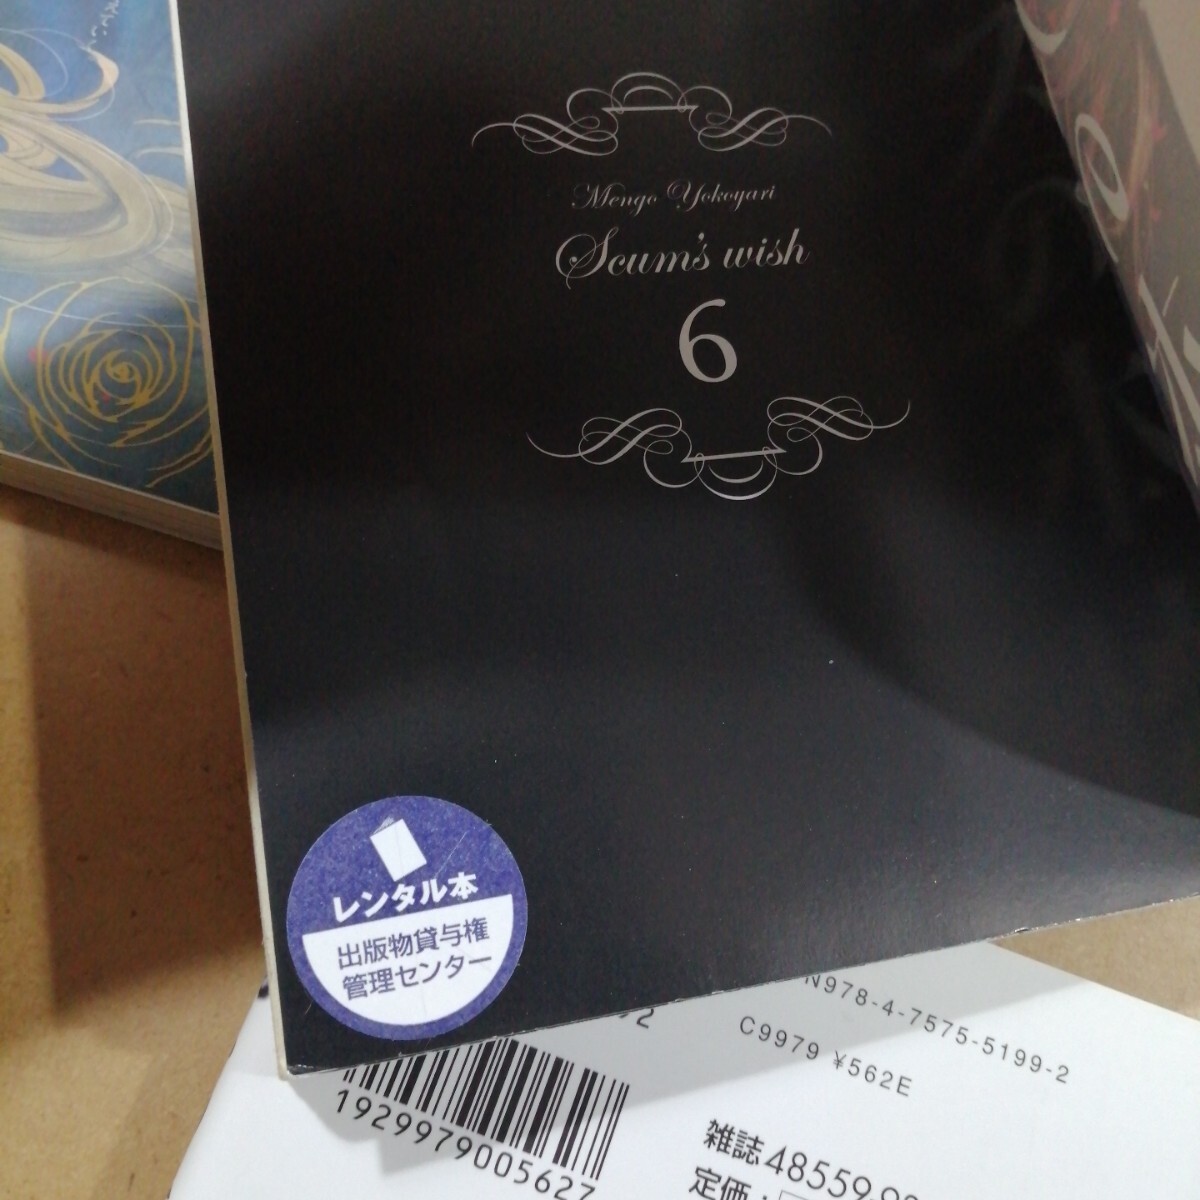 Mengo Yokoyari
Scum's wish
6
レンタル本
出版物貸与権
管理センター
N978-4-7575-5199-2
C9979 ¥562E
1929979005627
雑誌48559-9
定価：